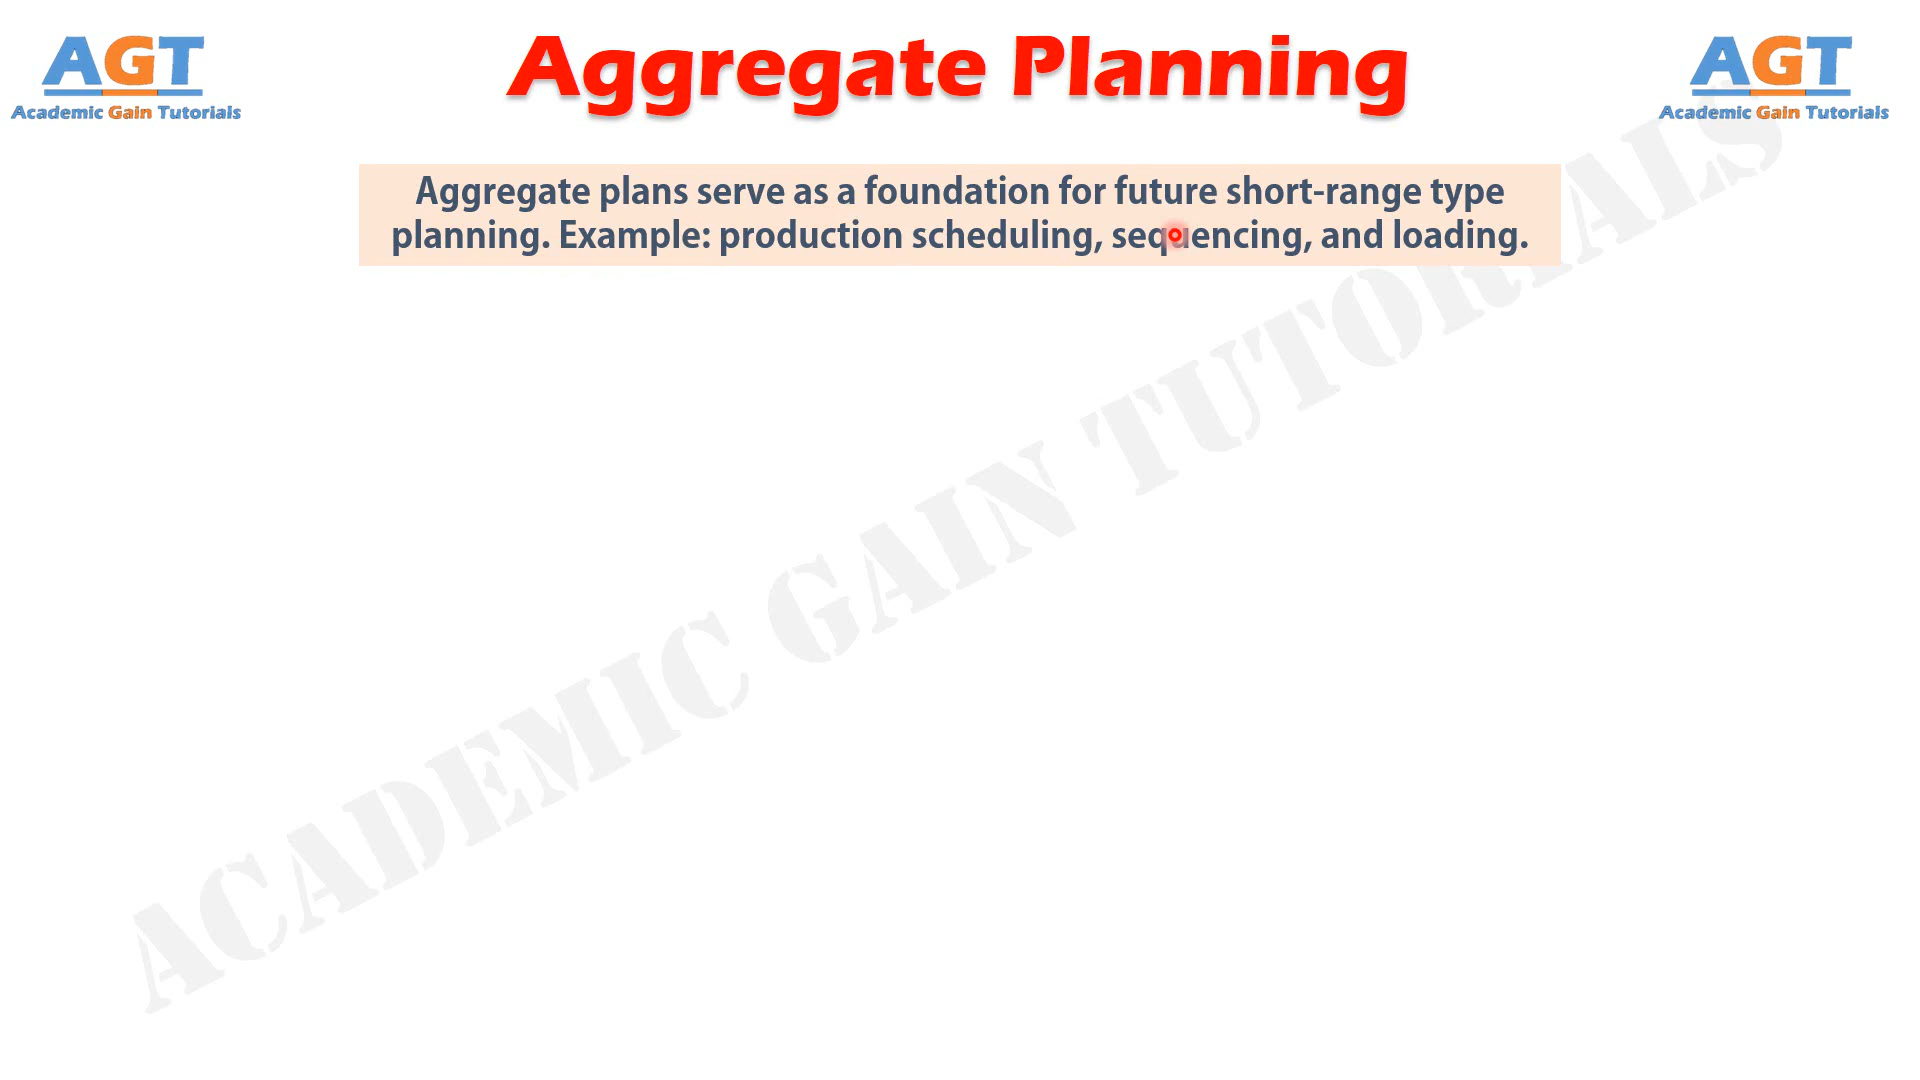 AGT
Academic Gain Tutorials
Aggregate Planning
AGT
Academic Gain Tutorials
Aggregate plans serve as a foundation for future short-range type
planning. Example: production scheduling, sequencing, and loading.
ACADEMIC GAIN TUTORIALS